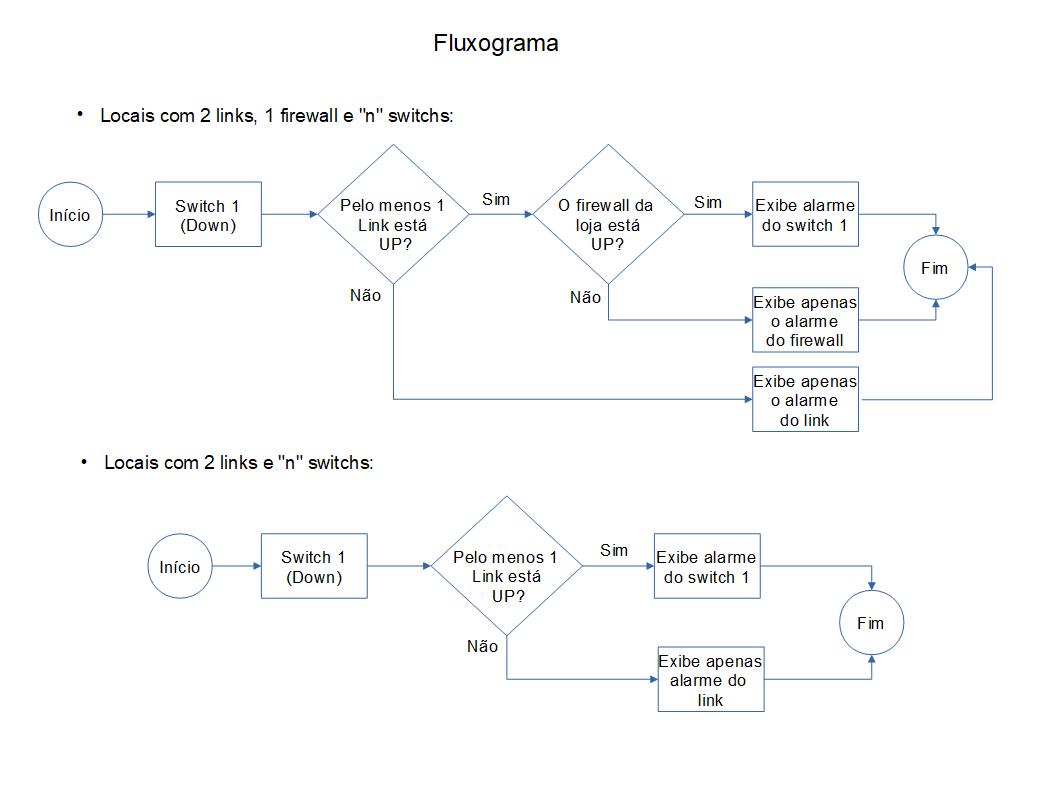 Fluxograma
• Locais com 2 links, 1 firewall e "n" switchs:
Início
Switch 1
(Down)
Pelo menos 1
Link está
UP?
Sim
O firewall da
loja está
UP?
Sim
Exibe alarme
do switch 1
Fim
Não
Não
Exibe apenas
o alarme
do firewall
Exibe apenas
o alarme
do link
• Locais com 2 links e "n" switchs:
Início
Switch 1
(Down)
Pelo menos 1
Link está
UP?
Sim
Exibe alarme
do switch 1
Fim
Não
Exibe apenas
alarme do
link